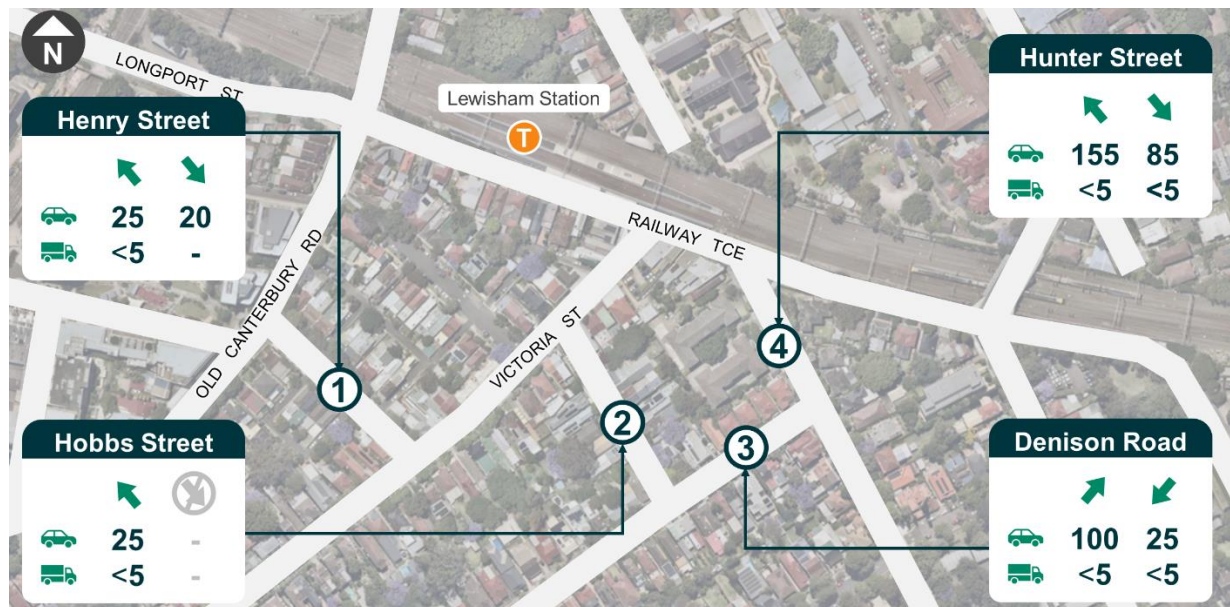 N
LONGPORT ST
Lewisham Station
T
Henry Street
25 20
<5 -
Hunter Street
155 85
<5 <5
RAILWAY TCE
OLD CANTERBURY RD
VICTORIA ST
1
2
3
4
Hobbs Street
25 -
<5 -
Denison Road
100 25
<5 <5